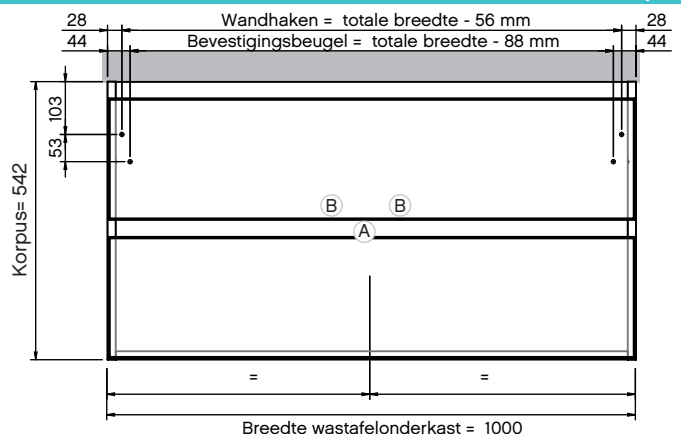 28 Wandhaken = totale breedte - 56 mm 28
44 Bevestigingsbeugel = totale breedte - 88 mm 44
103
53
Korpus= 542
B B
A
= =
Breedte wastafelonderkast = 1000